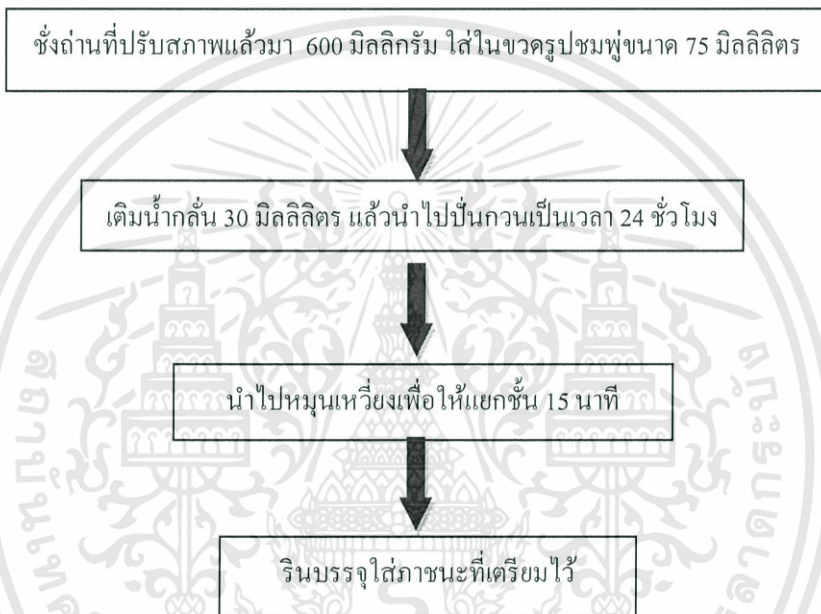 ชั่งถ่านที่ปรับสภาพแล้วมา 600 มิลลิกรัม ใส่ในขวดรูปชมพู่ขนาด 75 มิลลิลิตร
เติมน้ำกลั่น 30 มิลลิลิตร แล้วนำไปปั่นกวนเป็นเวลา 24 ชั่วโมง
นำไปหมุนเหวี่ยงเพื่อให้แยกชั้น 15 นาที
รินบรรจุใส่ภาชนะที่เตรียมไว้